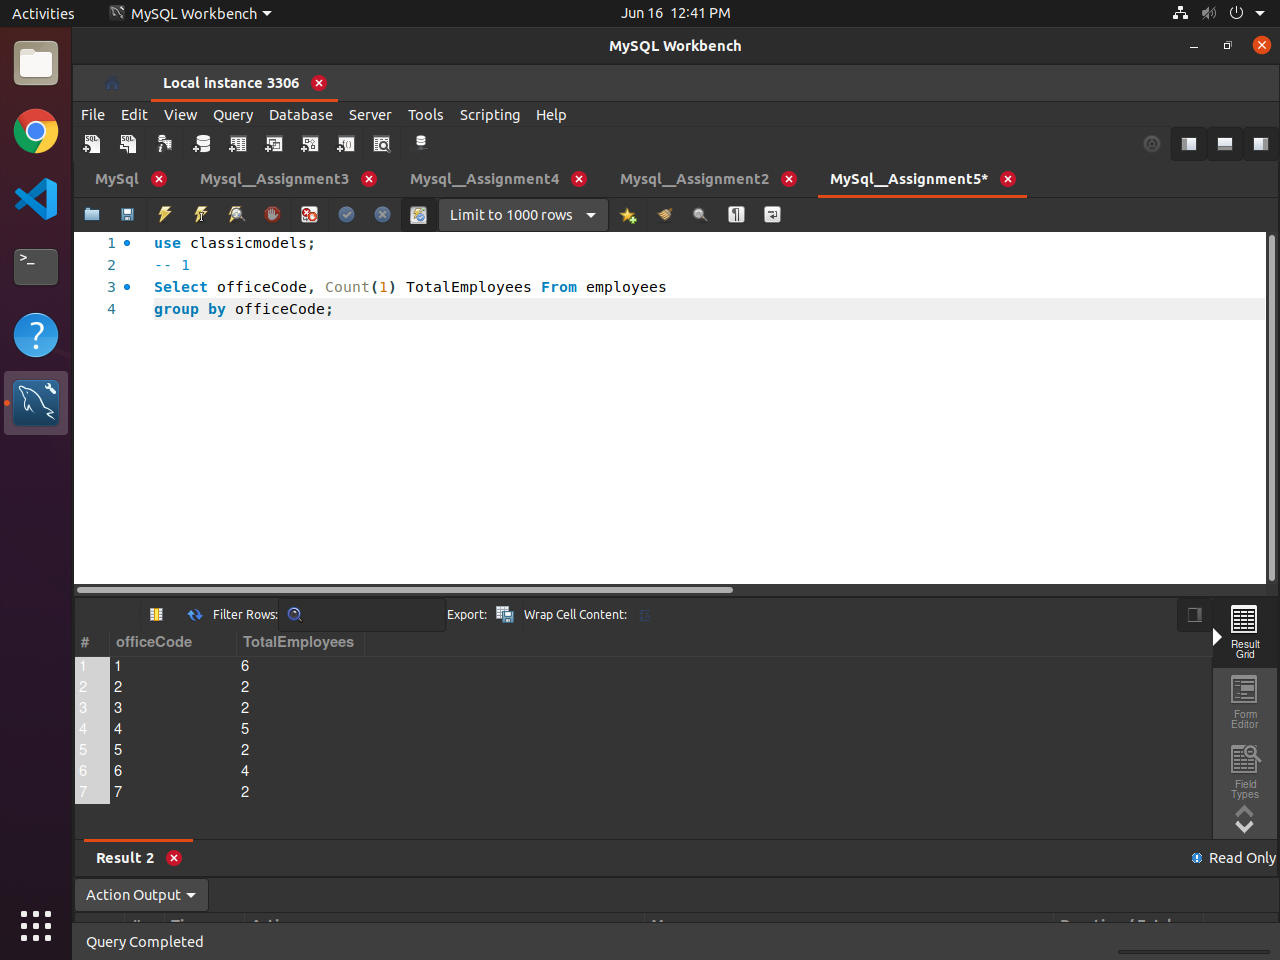 Activities MySQL Workbench Jun 16 12:41 PM
MySQL Workbench
Local instance 3306
File Edit View Query Database Server Tools Scripting Help
MySql Mysql__Assignment3 Mysql__Assignment4 Mysql__Assignment2 MySql__Assignment5*
Limit to 1000 rows
1 use classicmodels;
2 -- 1
3 Select officeCode, Count(1) TotalEmployees From employees
4 group by officeCode;
Filter Rows: Export: Wrap Cell Content:
# officeCode TotalEmployees
1 1 6
2 2 2
3 3 2
4 4 5
5 5 2
6 6 4
7 7 2
Result
Grid
Form
Editor
Field
Types
Result 2 Read Only
Action Output
Query Completed